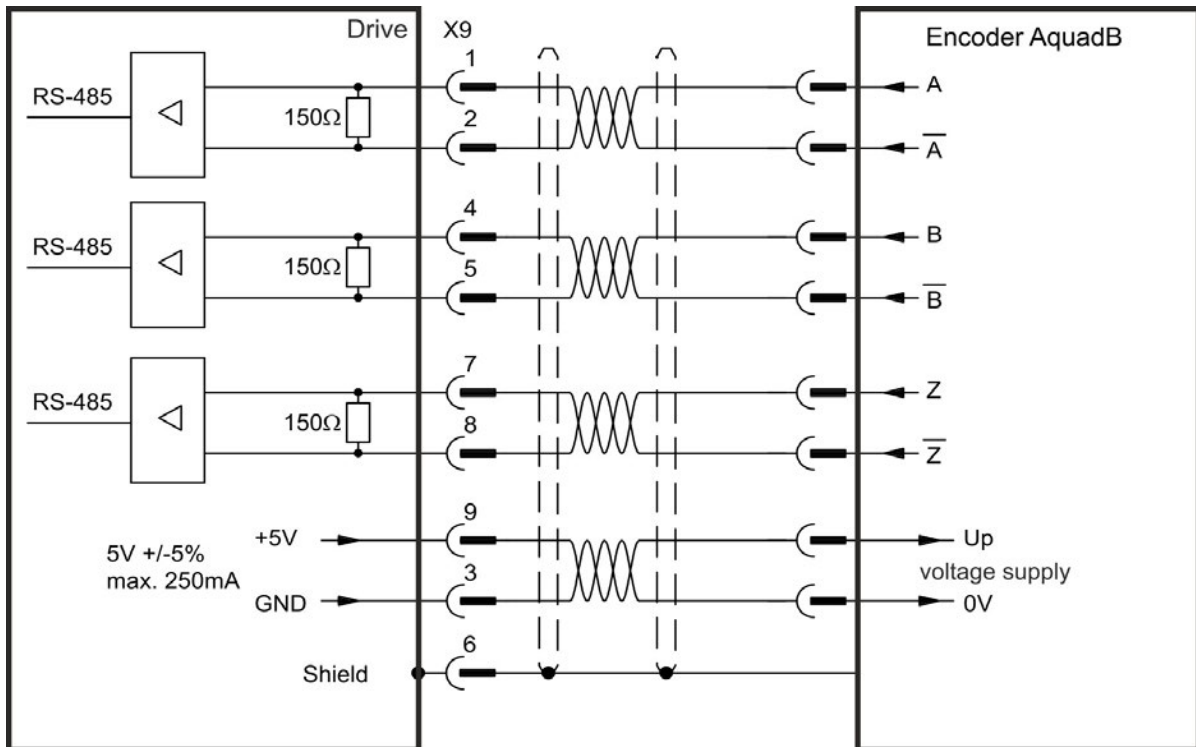 Drive X9
Encoder AquadB
1
A
RS-485
150Ω
2
A̅
4
B
RS-485
150Ω
5
B̅
7
Z
RS-485
150Ω
8
Z̅
9
+5V
Up
5V +/-5%
max. 250mA
voltage supply
3
GND
0V
6
Shield